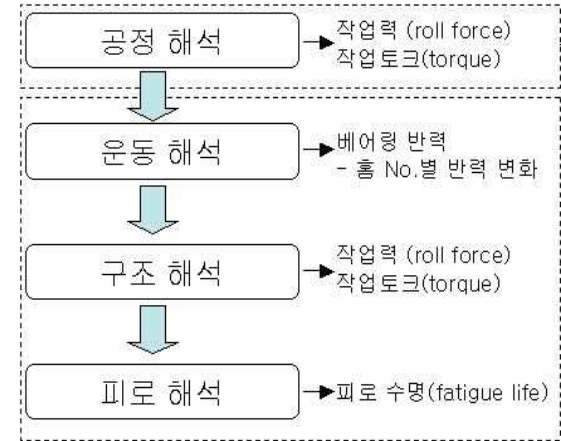 공정 해석
작업력 (roll force)
작업토크(torque)
운동 해석
베어링 반력
- 홈 No.별 반력 변화
구조 해석
작업력 (roll force)
작업토크(torque)
피로 해석
피로 수명(fatigue life)